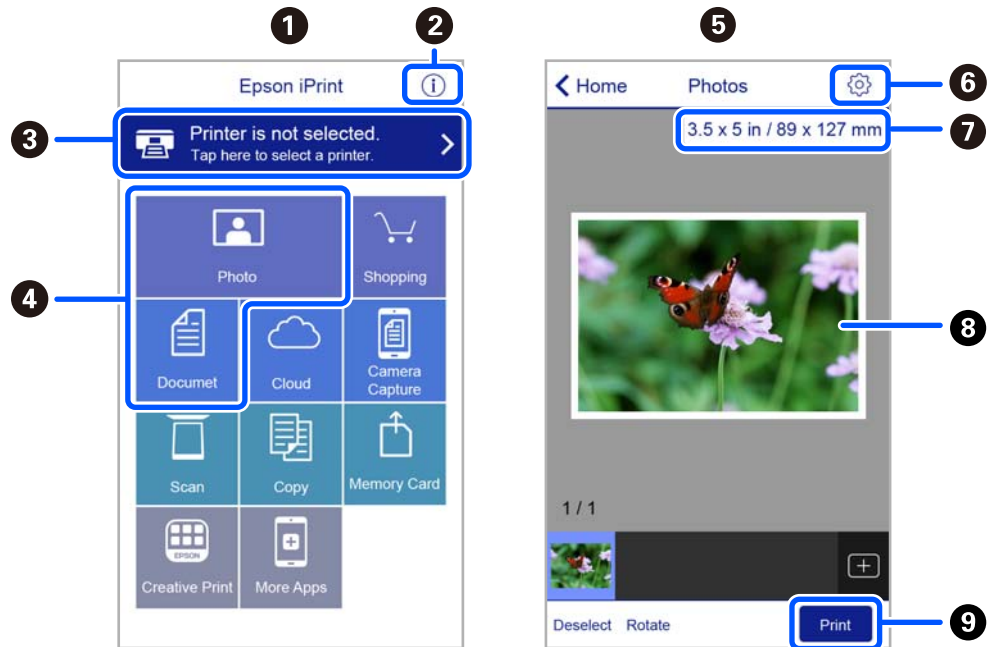 1
2
5
Epson iPrint
Home
Photos
6
3
Printer is not selected.
Tap here to select a printer.
3.5 x 5 in / 89 x 127 mm
7
4
Photo
Shopping
8
Documet
Cloud
Camera
Capture
Scan
Copy
Memory Card
1 / 1
EPSON
Creative Print
More Apps
Deselect
Rotate
Print
9